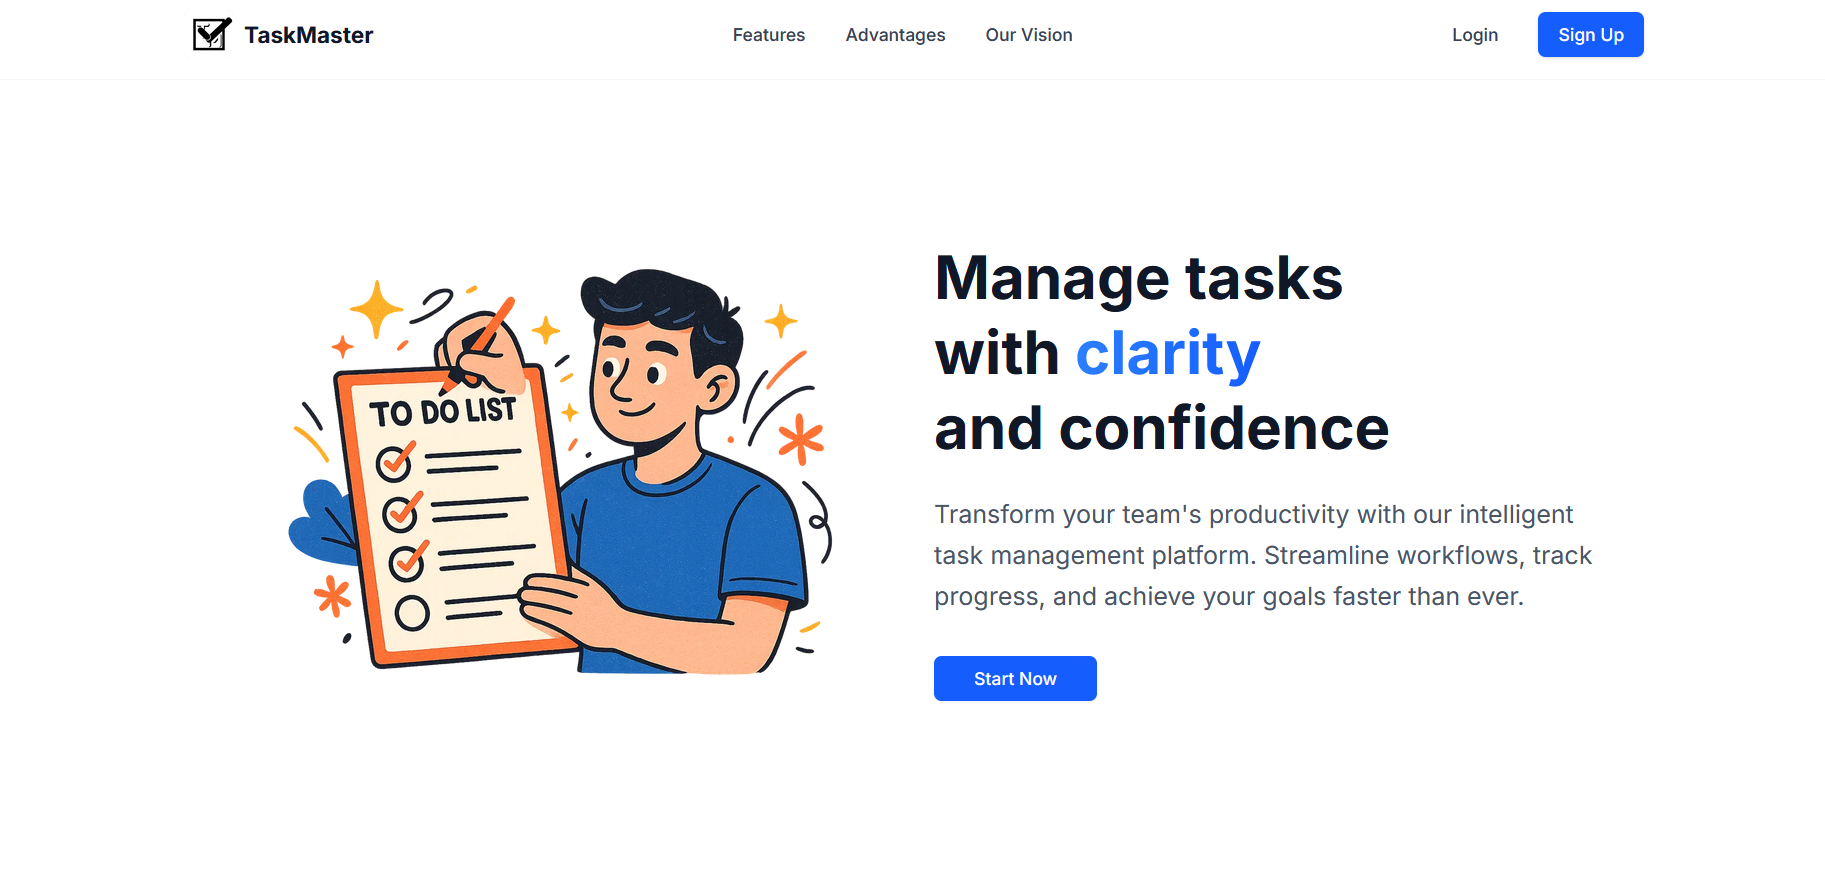 TaskMaster
Features
Advantages
Our Vision
Login
Sign Up
TO DO LIST
Manage tasks
with clarity
and confidence
Transform your team's productivity with our intelligent
task management platform. Streamline workflows, track
progress, and achieve your goals faster than ever.
Start Now